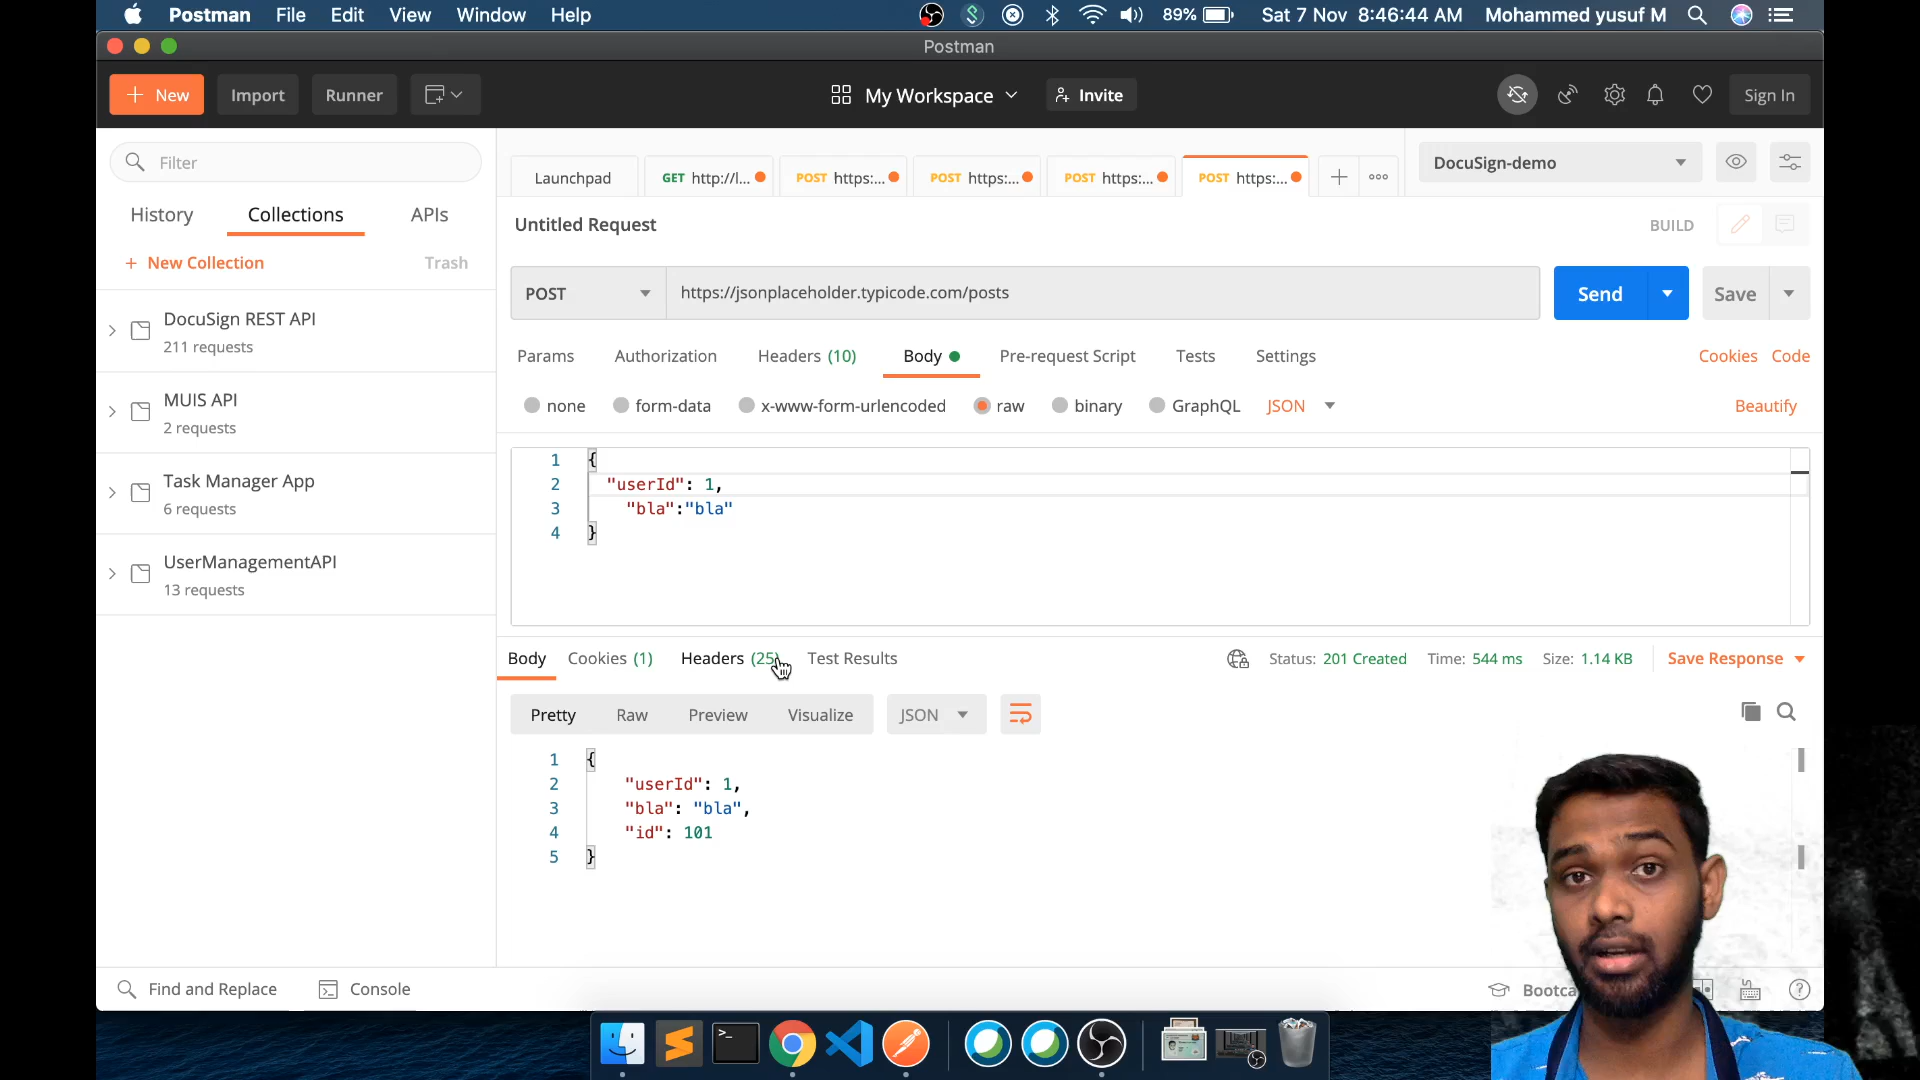 Postman File Edit View Window Help 89% Sat 7 Nov 8:46:44 AM Mohammed yusuf M
Postman
+ New Import Runner My Workspace Invite Sign In
Filter
History Collections APIs
+ New Collection Trash
DocuSign REST API
211 requests
MUIS API
2 requests
Task Manager App
6 requests
UserManagementAPI
13 requests
Launchpad GET http://l... POST https:... POST https:... POST https:... POST https:... DocuSign-demo
Untitled Request BUILD
POST https://jsonplaceholder.typicode.com/posts Send Save
Params Authorization Headers (10) Body Pre-request Script Tests Settings Cookies Code
none form-data x-www-form-urlencoded raw binary GraphQL JSON Beautify
1 {
2 "userId": 1,
3 "bla":"bla"
4 }
Body Cookies (1) Headers (25) Test Results Status: 201 Created Time: 544 ms Size: 1.14 KB Save Response
Pretty Raw Preview Visualize JSON
1 {
2 "userId": 1,
3 "bla": "bla",
4 "id": 101
5 }
Find and Replace Console